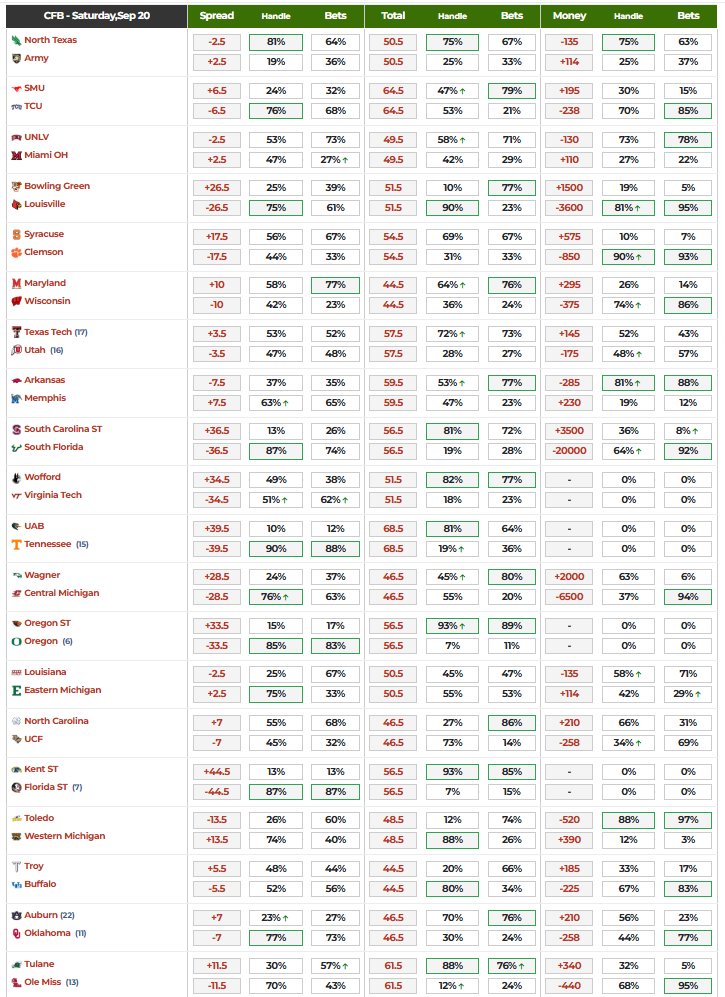 CFB - Saturday,Sep 20 Spread Handle Bets Total Handle Bets Money Handle Bets
North Texas -2.5 81% 64% 50.5 75% 67% -135 75% 63%
Army +2.5 19% 36% 50.5 25% 33% +114 25% 37%
SMU +6.5 24% 32% 64.5 47%↑ 79% +195 30% 15%
TCU -6.5 76% 68% 64.5 53% 21% -238 70% 85%
UNLV -2.5 53% 73% 49.5 58%↑ 71% -130 73% 78%
Miami OH +2.5 47% 27%↑ 49.5 42% 29% +110 27% 22%
Bowling Green +26.5 25% 39% 51.5 10% 77% +1500 19% 5%
Louisville -26.5 75% 61% 51.5 90% 23% -3600 81%↑ 95%
Syracuse +17.5 56% 67% 54.5 69% 67% +575 10% 7%
Clemson -17.5 44% 33% 54.5 31% 33% -850 90%↑ 93%
Maryland +10 58% 77% 44.5 64%↑ 76% +295 26% 14%
Wisconsin -10 42% 23% 44.5 36% 24% -375 74%↑ 86%
Texas Tech (17) +3.5 53% 52% 57.5 72%↑ 73% +145 52% 43%
Utah (16) -3.5 47% 48% 57.5 28% 27% -175 48%↑ 57%
Arkansas -7.5 37% 35% 59.5 53%↑ 77% -285 81%↑ 88%
Memphis +7.5 63%↑ 65% 59.5 47% 23% +230 19% 12%
South Carolina ST +36.5 13% 26% 56.5 81% 72% +3500 36% 8%↑
South Florida -36.5 87% 74% 56.5 19% 28% -20000 64%↑ 92%
Wofford +34.5 49% 38% 51.5 82% 77% - 0% 0%
Virginia Tech -34.5 51%↑ 62%↑ 51.5 18% 23% - 0% 0%
UAB +39.5 10% 12% 68.5 81% 64% - 0% 0%
Tennessee (15) -39.5 90% 88% 68.5 19%↑ 36% - 0% 0%
Wagner +28.5 24% 37% 46.5 45%↑ 80% +2000 63% 6%
Central Michigan -28.5 76%↑ 63% 46.5 55% 20% -6500 37% 94%
Oregon ST +33.5 15% 17% 56.5 93%↑ 89% - 0% 0%
Oregon (6) -33.5 85% 83% 56.5 7% 11% - 0% 0%
Louisiana -2.5 25% 67% 50.5 45% 47% -135 58%↑ 71%
Eastern Michigan +2.5 75% 33% 50.5 55% 53% +114 42% 29%↑
North Carolina +7 55% 68% 46.5 27% 86% +210 66% 31%
UCF -7 45% 32% 46.5 73% 14% -258 34%↑ 69%
Kent ST +44.5 13% 13% 56.5 93% 85% - 0% 0%
Florida ST (7) -44.5 87% 87% 56.5 7% 15% - 0% 0%
Toledo -13.5 26% 60% 48.5 12% 74% -520 88% 97%
Western Michigan +13.5 74% 40% 48.5 88% 26% +390 12% 3%
Troy +5.5 48% 44% 44.5 20% 66% +185 33% 17%
Buffalo -5.5 52% 56% 44.5 80% 34% -225 67% 83%
Auburn (22) +7 23%↑ 27% 46.5 70% 76% +210 56% 23%
Oklahoma (11) -7 77% 73% 46.5 30% 24% -258 44% 77%
Tulane +11.5 30% 57%↑ 61.5 88% 76%↑ +340 32% 5%
Ole Miss (13) -11.5 70% 43% 61.5 12%↑ 24% -440 68% 95%